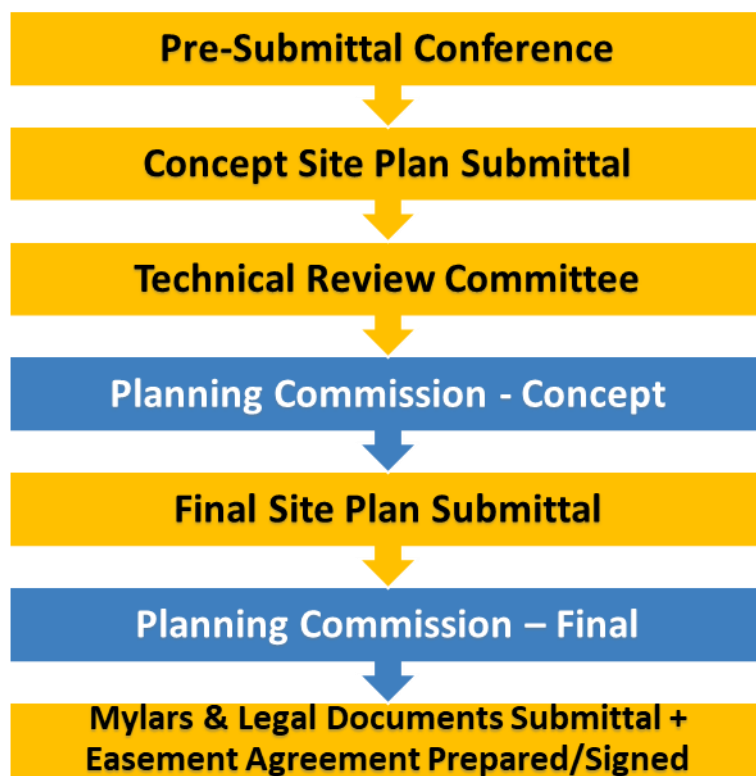 Pre-Submittal Conference
Concept Site Plan Submittal
Technical Review Committee
Planning Commission - Concept
Final Site Plan Submittal
Planning Commission – Final
Mylars & Legal Documents Submittal +
Easement Agreement Prepared/Signed